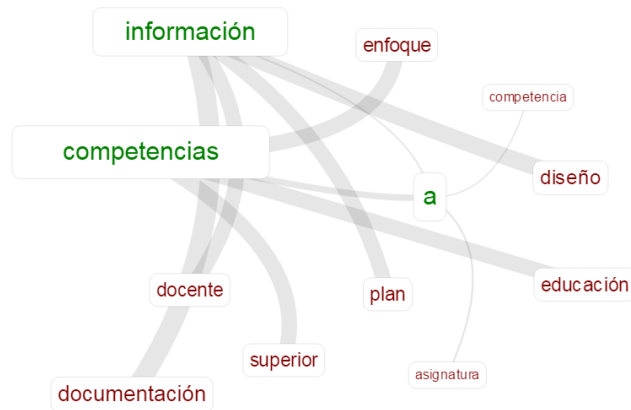 información
enfoque
competencia
competencias
diseño
a
educación
docente
plan
superior
asignatura
documentación